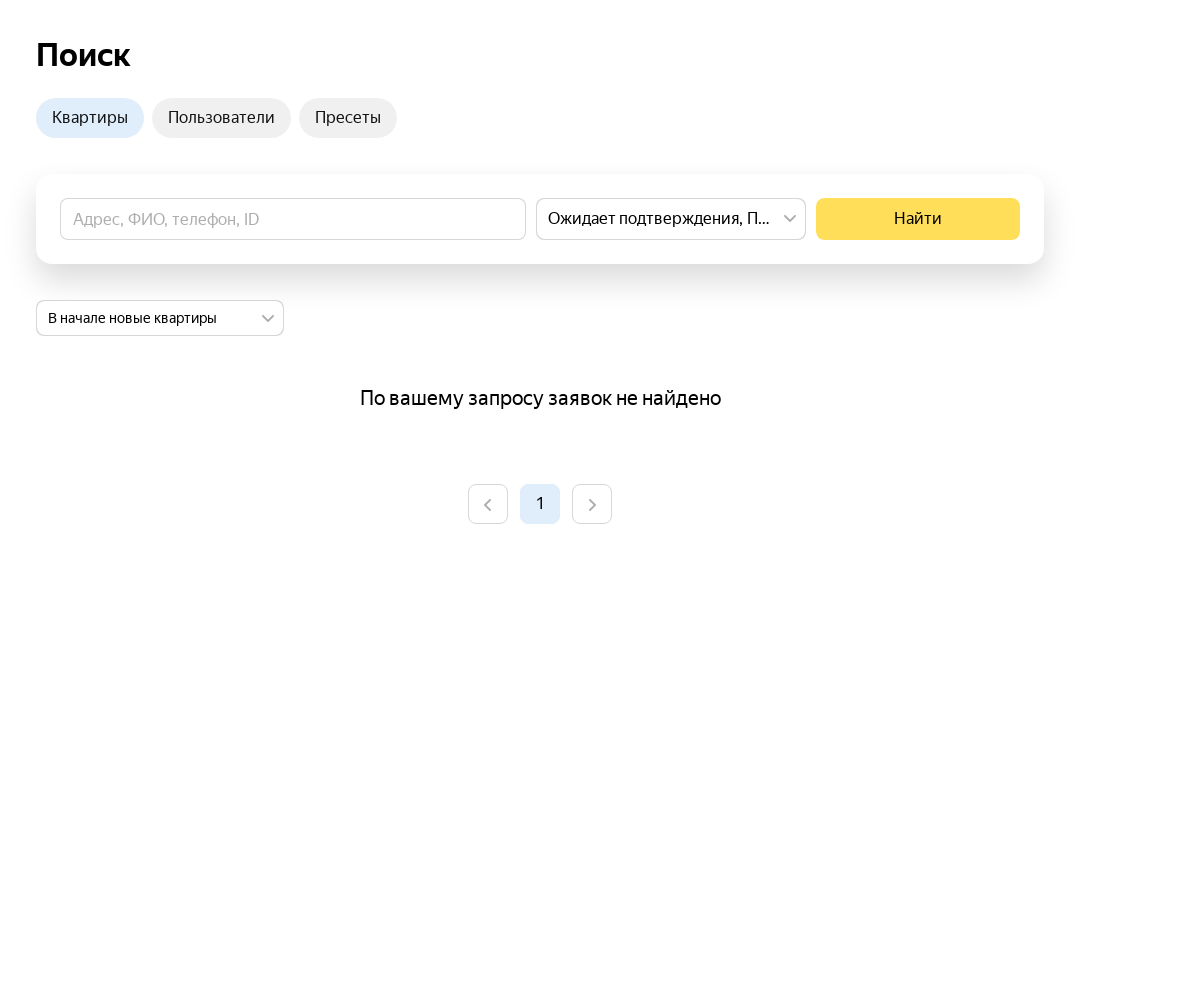 Поиск
Квартиры Пользователи Пресеты
Адрес, ФИО, телефон, ID Ожидает подтверждения, П... Найти
В начале новые квартиры
По вашему запросу заявок не найдено
1